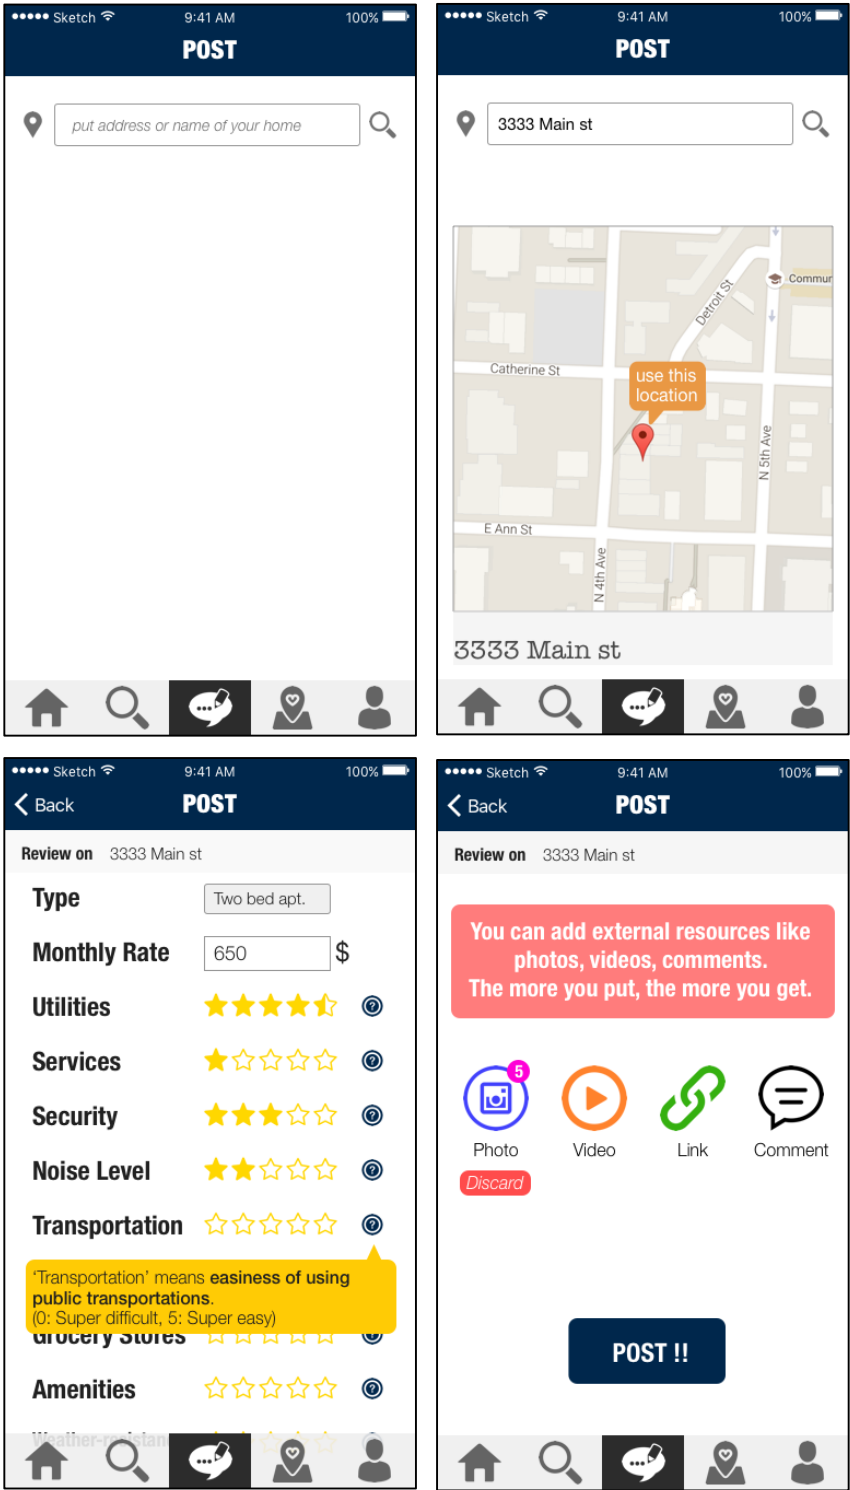 Sketch 9:41 AM 100%
POST
put address or name of your home
Sketch 9:41 AM 100%
POST
3333 Main st
Commur
Detroit St
Catherine St
use this
location
N 5th Ave
E Ann St
N 4th Ave
3333 Main st
Sketch 9:41 AM 100%
Back POST
Review on 3333 Main st
Type Two bed apt.
Monthly Rate 650 $
Utilities ?
Services ?
Security ?
Noise Level ?
Transportation ?
‘Transportation’ means easiness of using
public transportations.
(0: Super difficult, 5: Super easy)
Grocery Stores ?
Amenities ?
Weather-resistan
Sketch 9:41 AM 100%
Back POST
Review on 3333 Main st
You can add external resources like
photos, videos, comments.
The more you put, the more you get.
5
Photo Video Link Comment
Discard
POST !!